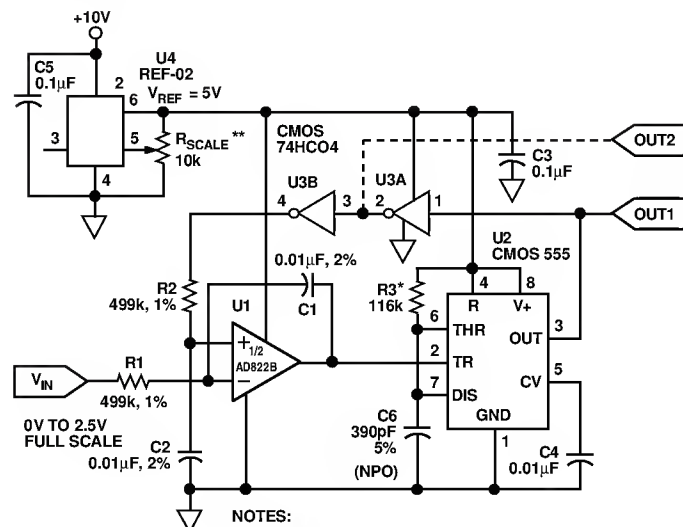 +10V
C5
0.1µF
2
U4
REF-02
6
V_REF = 5V
3
5
R_SCALE **
10k
4
CMOS
74HCO4
C3
0.1µF
OUT2
U3B
4
3
U3A
2
1
OUT1
U2
CMOS 555
0.01µF, 2%
C1
R2
499k, 1%
U1
R3*
116k
4
8
R
V+
6
THR
OUT
3
+
1/2
AD822B
–
2
TR
CV
5
7
DIS
GND
1
V_IN
R1
499k, 1%
0V TO 2.5V
FULL SCALE
C2
0.01µF, 2%
C6
390pF
5%
(NPO)
C4
0.01µF
NOTES: